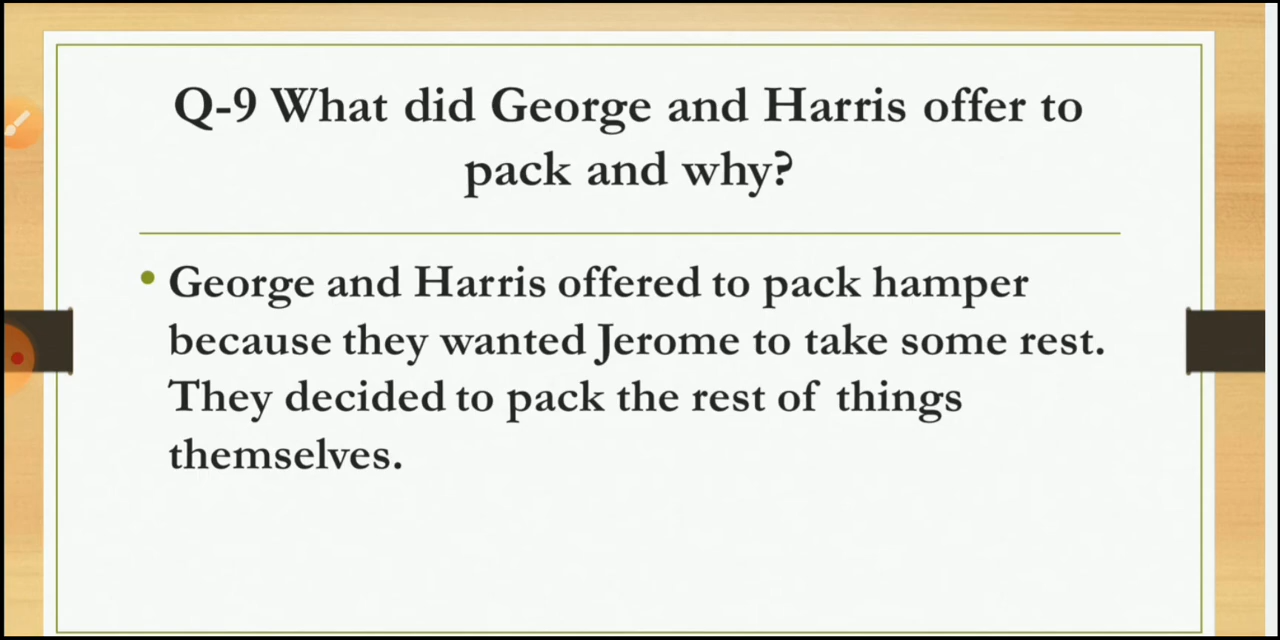 Q-9 What did George and Harris offer to
pack and why?
• George and Harris offered to pack hamper
because they wanted Jerome to take some rest.
They decided to pack the rest of things
themselves.